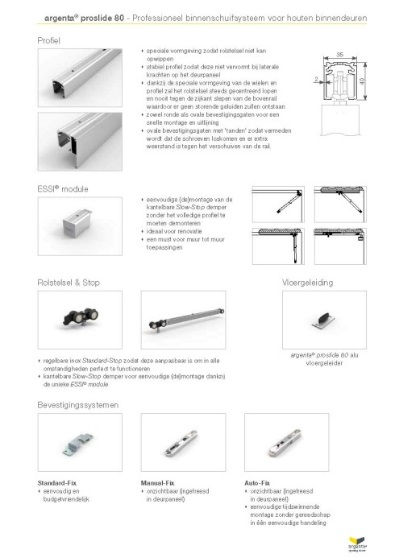 argenta® proslide 80 - Professioneel binnenschuifsysteem voor houten binnendeuren
Profiel
• speciale vormgeving zodat rolstelsel niet kan
opwippen
• stabiel profiel zodat deze niet vervormt bij laterale
krachten op het deurpaneel
• dankzij de speciale vormgeving van de wielen en
profiel zal het rolstelsel steeds gecentreerd lopen
en nooit tegen de zijkant slepen van de bovenrail
waardoor er geen storende geluiden zullen ontstaan
• zowel ronde als ovale bevestigingsgaten voor een
snelle montage en uitlijning
• ovale bevestigingsgaten met 'tanden' zodat vermeden
wordt dat de schroeven loskomen en er extra
weerstand is tegen het verschuiven van de rail
35
2
40
ESSI® module
• eenvoudige (de)montage van de
kantelbare Slow-Stop demper
zonder het volledige profiel te
moeten demonteren
• ideaal voor renovatie
• een must voor muur tot muur
toepassingen
Rolstelsel & Stop
Vloergeleiding
argenta® proslide 80 alu
vloergeleider
• regelbare inox Standard-Stop zodat deze aanpasbaar is om in alle
omstandigheden perfect te functioneren
• kantelbare Slow-Stop demper voor eenvoudige (de)montage dankzij
de unieke ESSI® module
Bevestigingssystemen
Standard-Fix
• eenvoudig en
budgetvriendelijk
Manual-Fix
• onzichtbaar (ingefreesd
in deurpaneel)
Auto-Fix
• onzichtbaar (ingefreesd
in deurpaneel)
• eenvoudige tijdswinnende
montage zonder gereedschap
in één eenvoudige handeling
argenta®